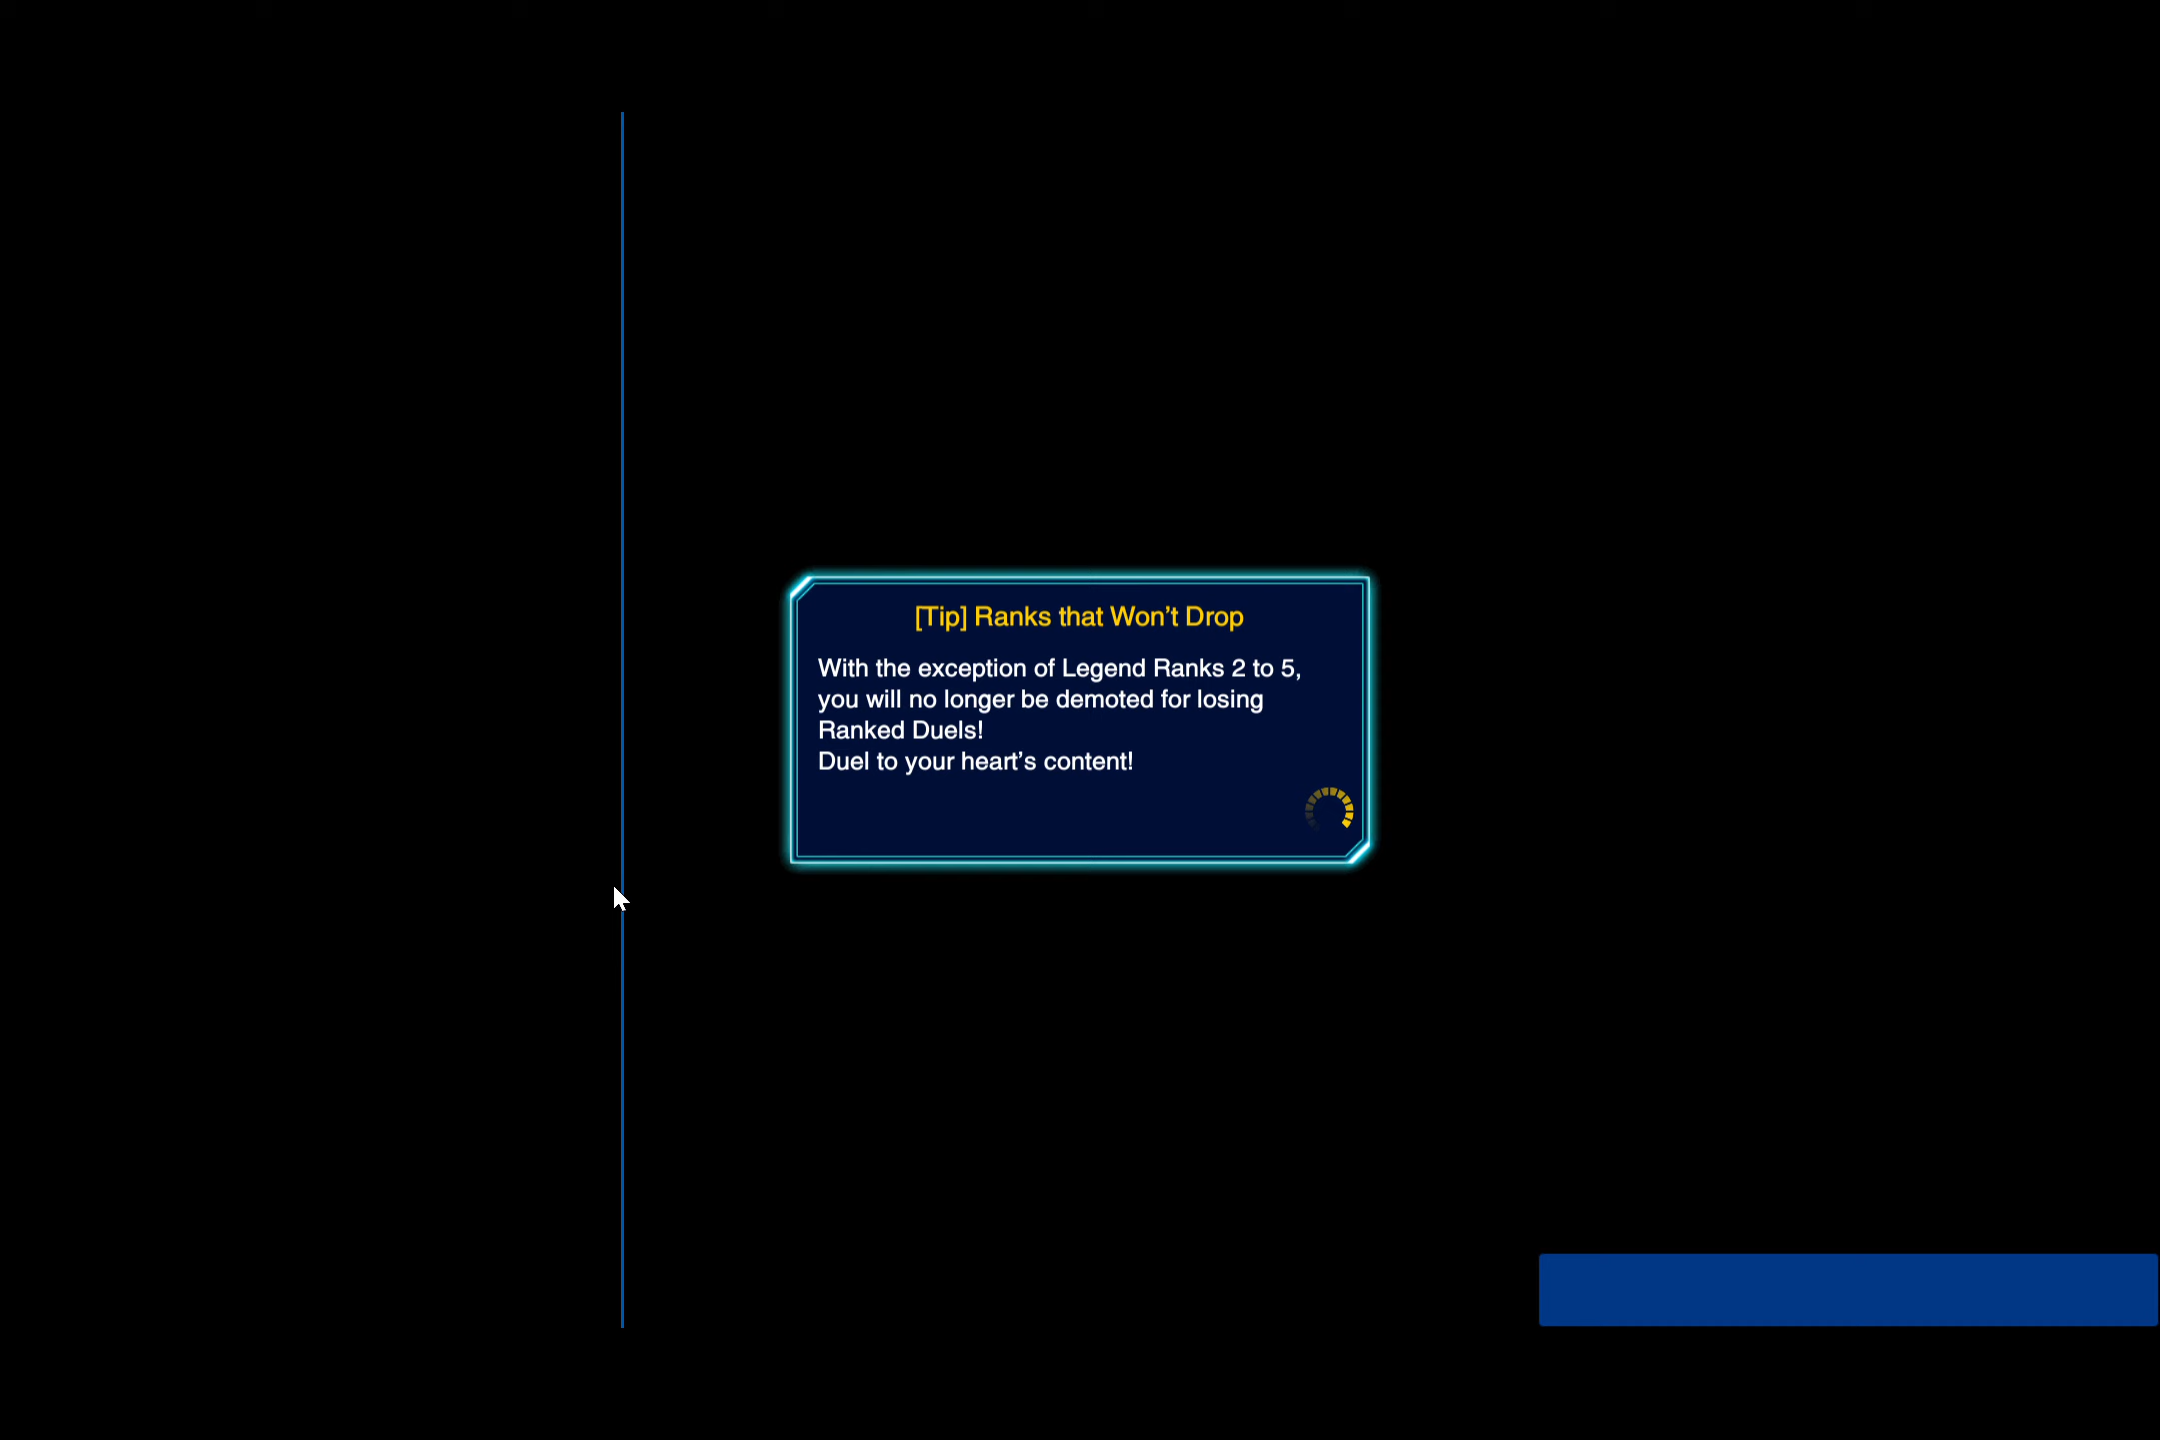 [Tip] Ranks that Won’t Drop
With the exception of Legend Ranks 2 to 5,
you will no longer be demoted for losing
Ranked Duels!
Duel to your heart’s content!